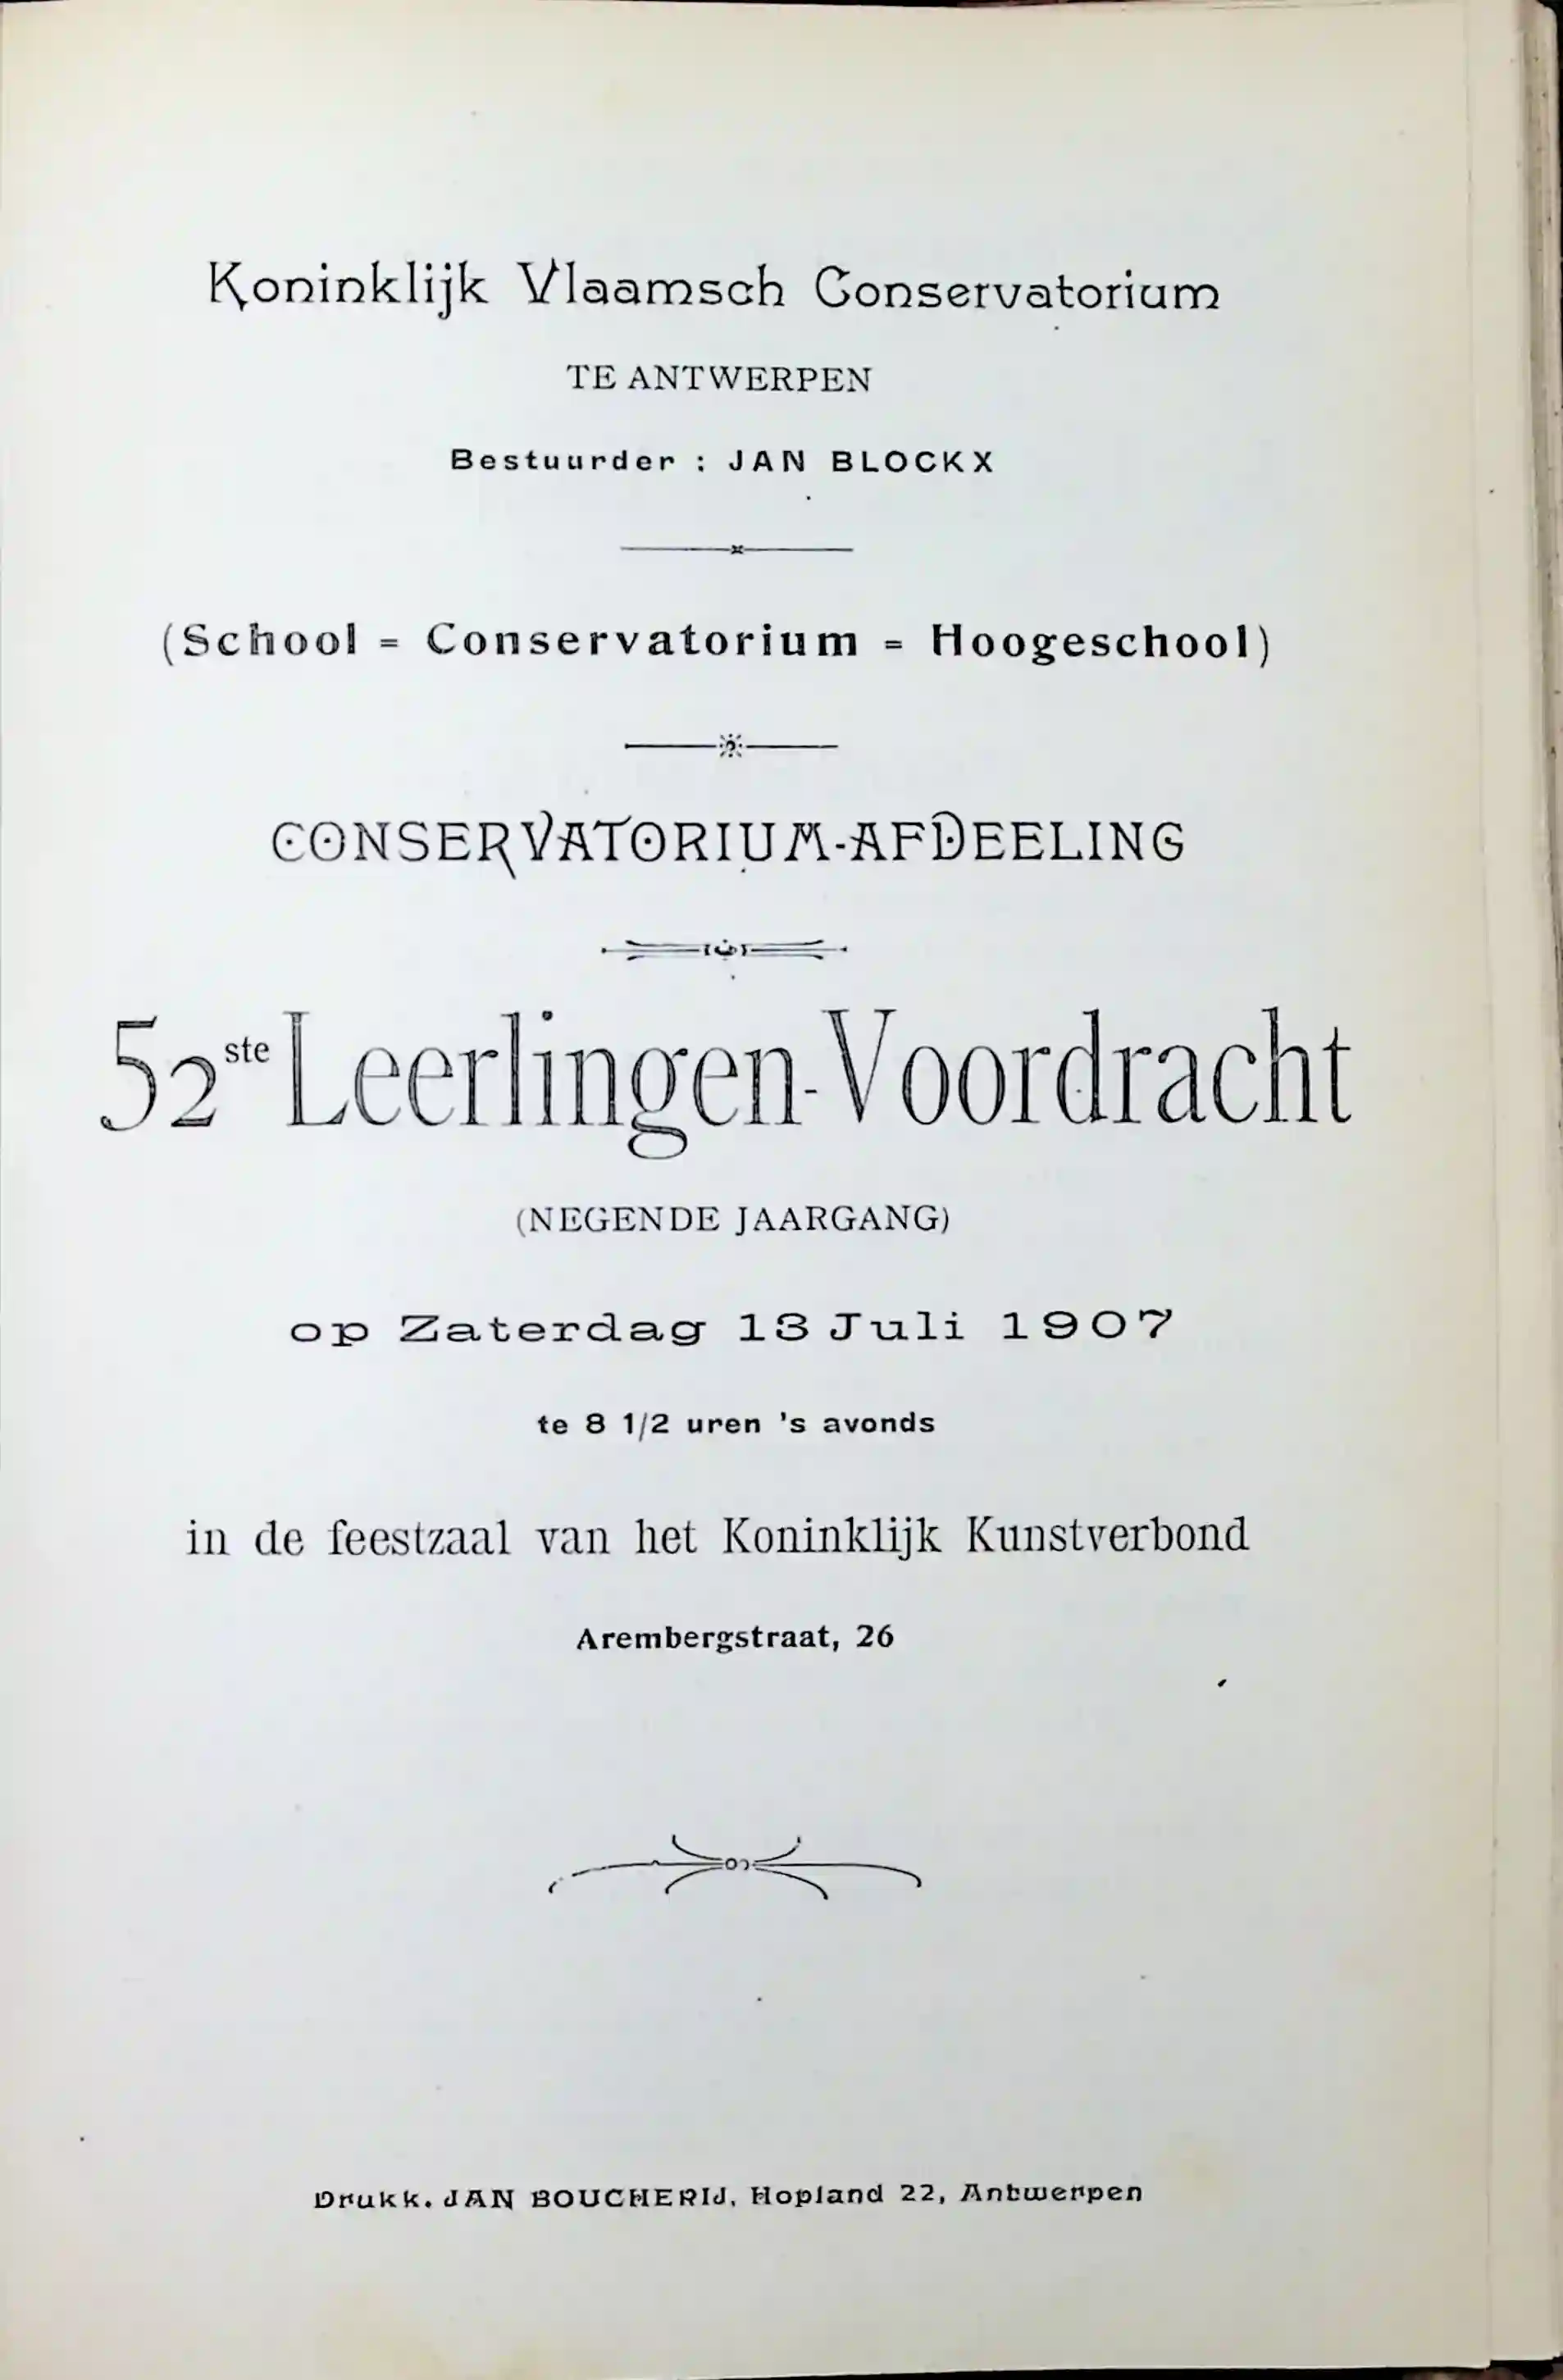 Koninklijk Vlaamsch Conservatorium
TE ANTWERPEN
Bestuurder : JAN BLOCKX
(School = Conservatorium = Hoogeschool)
CONSERVATORIUM-AFDEELING
52ste Leerlingen-Voordracht
(NEGENDE JAARGANG)
op Zaterdag 13 Juli 1907
te 8 1/2 uren 's avonds
in de feestzaal van het Koninklijk Kunstverbond
Arembergstraat, 26
Drukk. JAN BOUCHERIJ, Hopland 22, Antwerpen